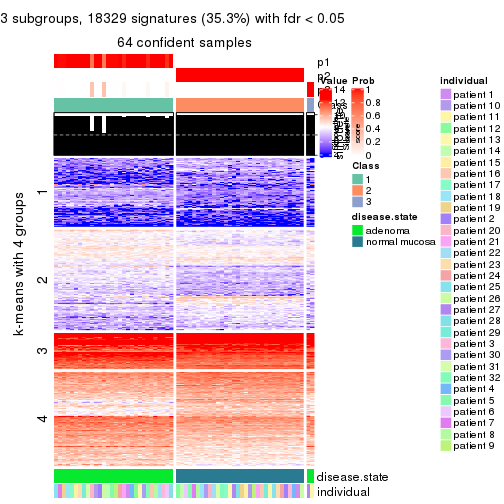 3 subgroups, 18329 signatures (35.3%) with fdr < 0.05
64 confident samples
k-means with 4 groups
1
2
3
4
p1
p2
Value
14
12
Prob
1
0.8
0.6
0.4
0.2
0
Class
1
2
3
disease.state
adenoma
normal mucosa
disease.state
individual
individual
patient 1
patient 10
patient 11
patient 12
patient 13
patient 14
patient 15
patient 16
patient 17
patient 18
patient 19
patient 2
patient 20
patient 21
patient 22
patient 23
patient 24
patient 25
patient 26
patient 27
patient 28
patient 29
patient 3
patient 30
patient 31
patient 32
patient 4
patient 5
patient 6
patient 7
patient 8
patient 9